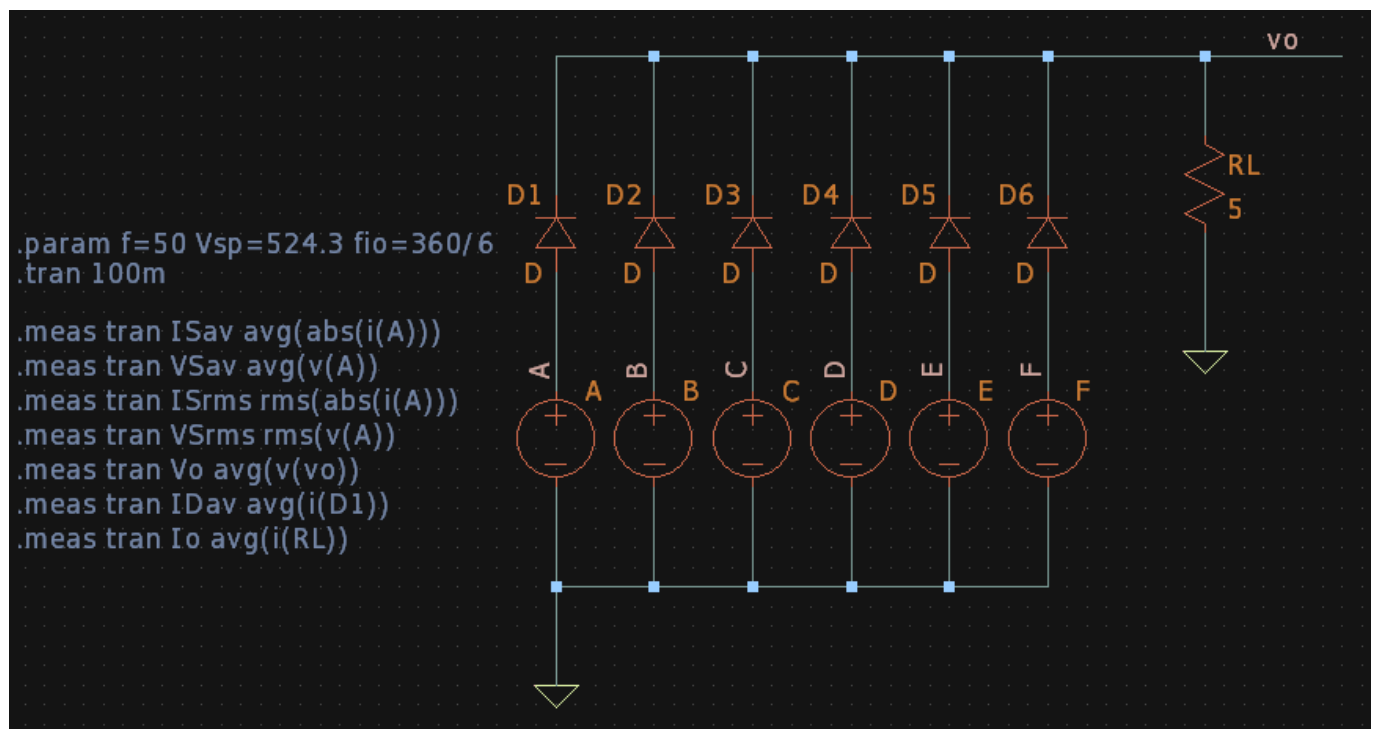 vo
D1 D2 D3 D4 D5 D6
RL
5
.param f=50 Vsp=524.3 fio=360/6
.tran 100m
D D D D D D
.meas tran ISav avg(abs(i(A)))
.meas tran VSav avg(v(A))
.meas tran ISrms rms(abs(i(A)))
.meas tran VSrms rms(v(A))
.meas tran Vo avg(v(vo))
.meas tran IDav avg(i(D1))
.meas tran Io avg(i(RL))
A B C D E F
A B C D E F